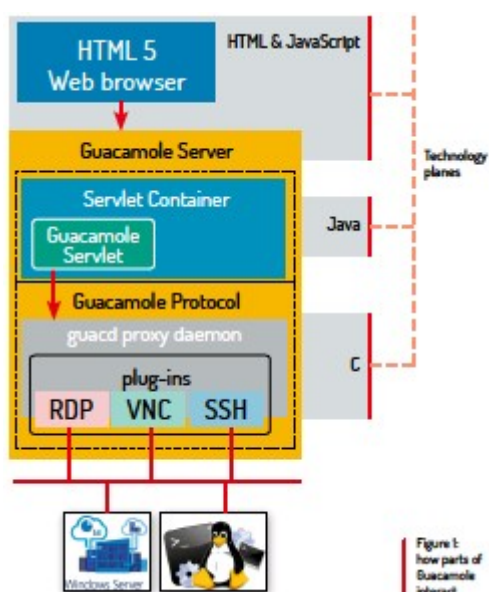 HTML 5
Web browser
HTML & JavaScript
Guacamole Server
Technology
planes
Servlet Container
Guacamole
Servlet
Java
Guacamole Protocol
guacd proxy daemon
C
plug-ins
RDP VNC SSH
Windows Server
Figure 1:
how parts of
Guacamole
interact